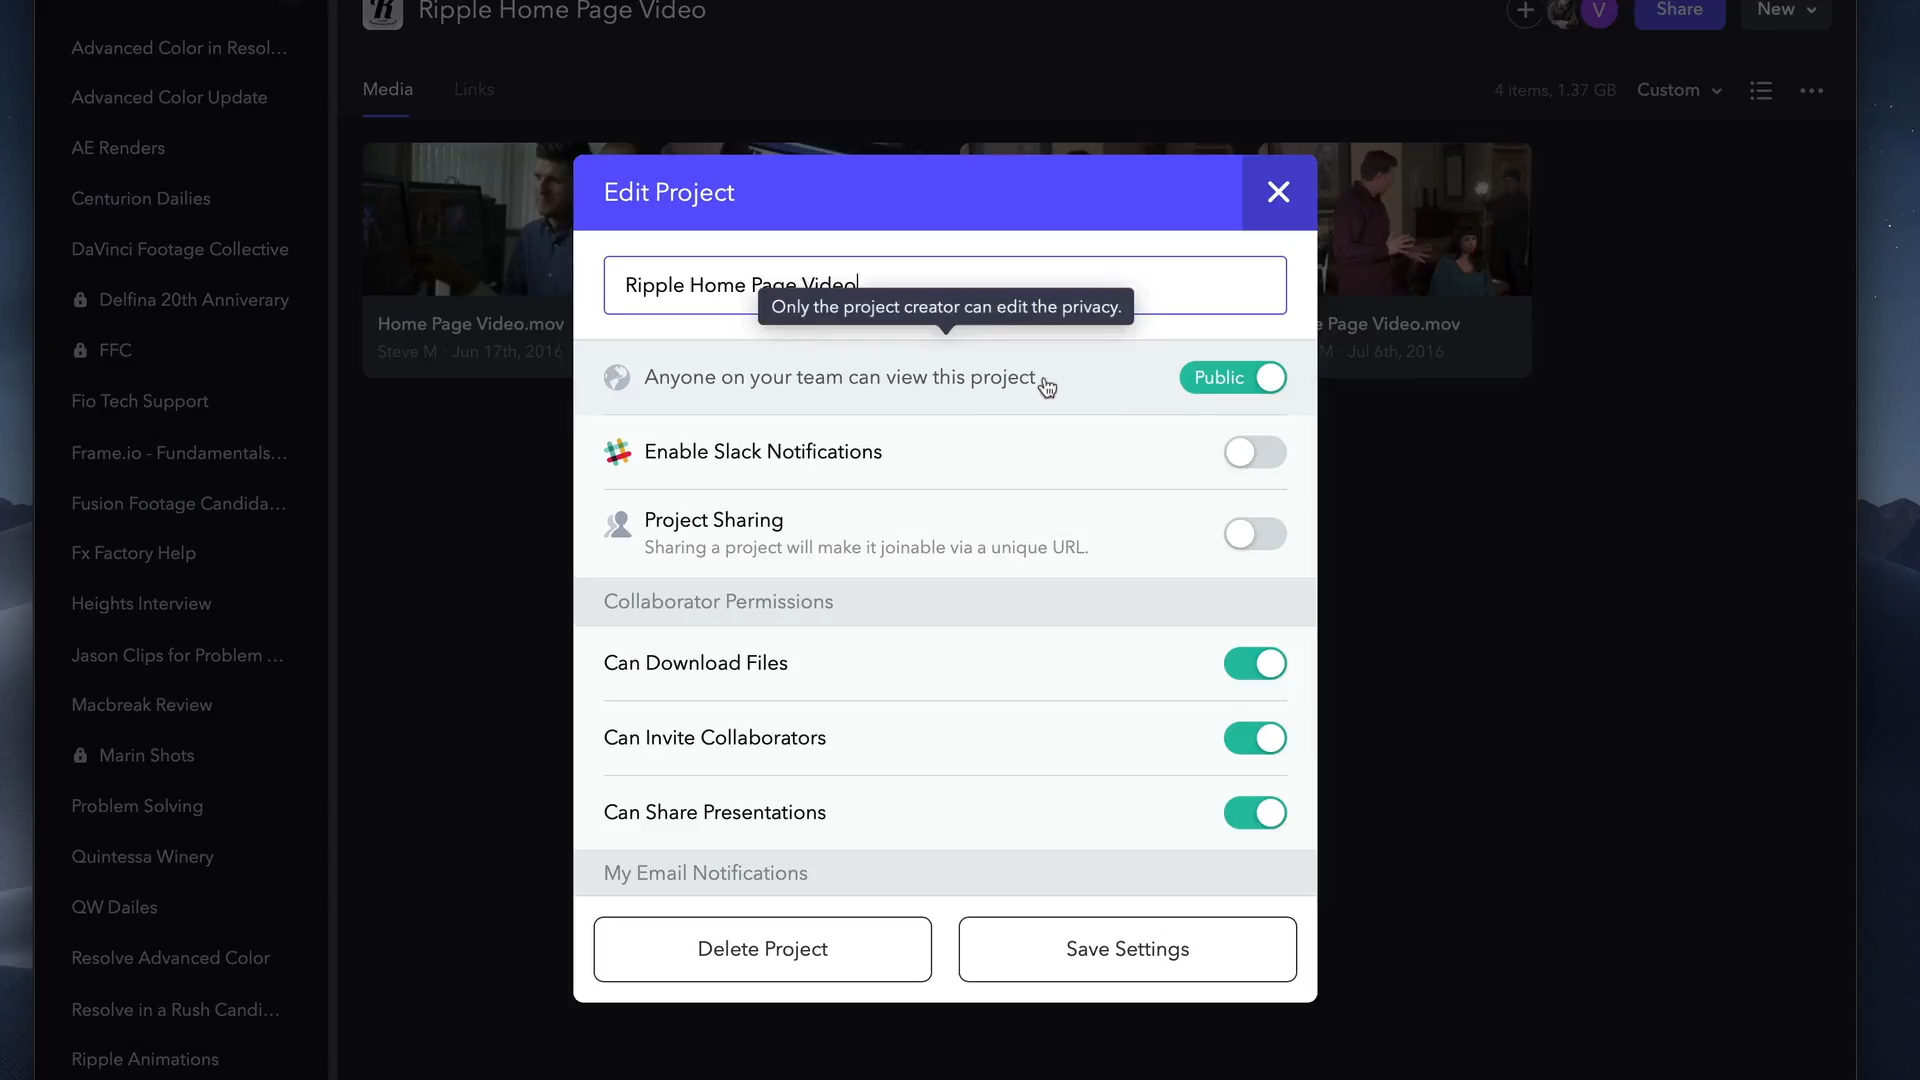 Ripple Home Page Video
V
Share
New
Advanced Color in Resol...
Advanced Color Update
AE Renders
Centurion Dailies
DaVinci Footage Collective
Delfina 20th Anniverary
FFC
Fio Tech Support
Frame.io - Fundamentals...
Fusion Footage Candida...
Fx Factory Help
Heights Interview
Jason Clips for Problem ...
Macbreak Review
Marin Shots
Problem Solving
Quintessa Winery
QW Dailes
Resolve Advanced Color
Resolve in a Rush Candi...
Ripple Animations
Media
Links
4 items, 1.37 GB
Custom
Home Page Video.mov
Steve M · Jun 17th, 2016
e Page Video.mov
M · Jul 6th, 2016
Edit Project
Ripple Home Page Video
Only the project creator can edit the privacy.
Anyone on your team can view this project
Public
Enable Slack Notifications
Project Sharing
Sharing a project will make it joinable via a unique URL.
Collaborator Permissions
Can Download Files
Can Invite Collaborators
Can Share Presentations
My Email Notifications
Delete Project
Save Settings